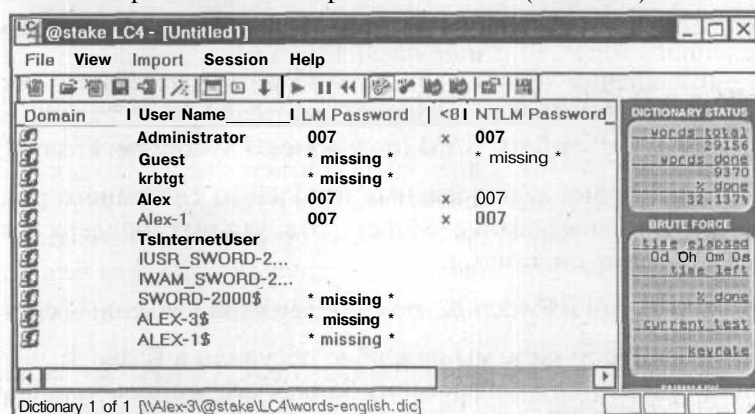 @stake LC4 - [Untitled1]
File View Import Session Help
Domain User Name LM Password <8 NTLM Password
Administrator 007 x 007
Guest * missing * * missing *
krbtgt * missing *
Alex 007 x 007
Alex-1 007 x 007
TsInternetUser
IUSR_SWORD-2...
IWAM_SWORD-2...
SWORD-2000$ * missing *
ALEX-3$ * missing *
ALEX-1$ * missing *
DICTIONARY STATUS
words total
29156
words done
9370
% done
32.137%
BRUTE FORCE
time elapsed
0d 0h 0m 0s
time left
% done
current test
keyrate
SUMMARY
Dictionary 1 of 1 [\\Alex-3\@stake\LC4\words-english.dic]